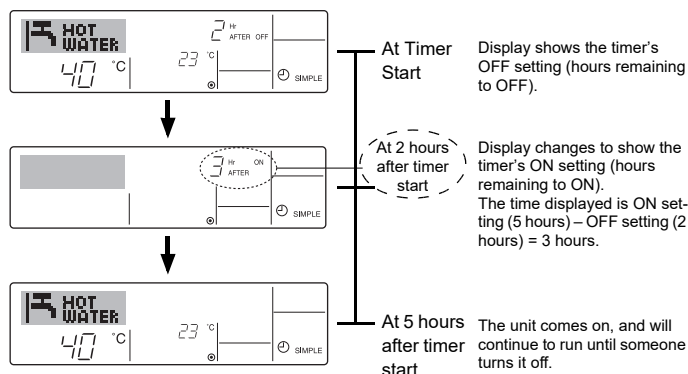 HOT
WATER
40 °C
2 Hr
AFTER OFF
23 °C
SIMPLE
At Timer
Start
Display shows the timer's
OFF setting (hours remaining
to OFF).
3 Hr ON
AFTER
SIMPLE
At 2 hours
after timer
start
Display changes to show the
timer's ON setting (hours
remaining to ON).
The time displayed is ON set-
ting (5 hours) – OFF setting (2
hours) = 3 hours.
HOT
WATER
40 °C
23 °C
SIMPLE
At 5 hours
after timer
start
The unit comes on, and will
continue to run until someone
turns it off.